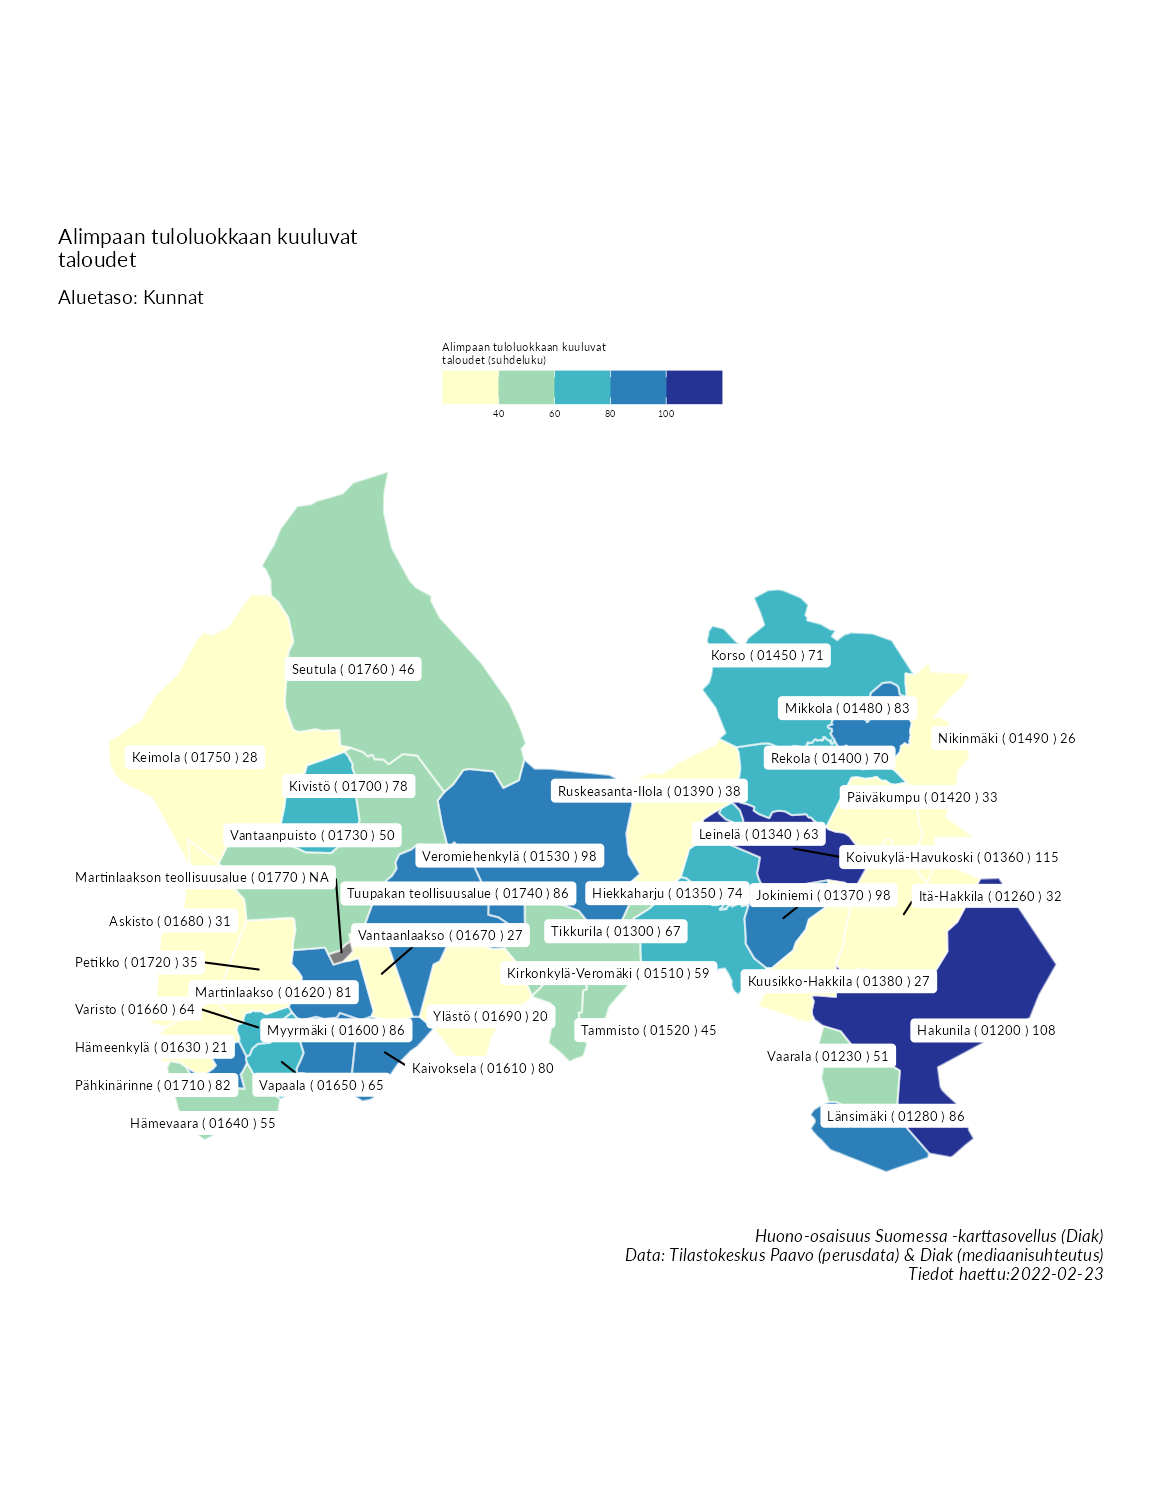 Alimpaan tuloluokkaan kuuluvat
taloudet
Aluetaso: Kunnat
Alimpaan tuloluokkaan kuuluvat
taloudet (suhdeluku)
40 60 80 100
Korso ( 01450 ) 71
Seutula ( 01760 ) 46
Mikkola ( 01480 ) 83
Nikinmäki ( 01490 ) 26
Keimola ( 01750 ) 28
Rekola ( 01400 ) 70
Kivistö ( 01700 ) 78
Ruskeasanta-Ilola ( 01390 ) 38
Päiväkumpu ( 01420 ) 33
Vantaanpuisto ( 01730 ) 50
Leinelä ( 01340 ) 63
Veromiehenkylä ( 01530 ) 98
Koivukylä-Havukoski ( 01360 ) 115
Martinlaakson teollisuusalue ( 01770 ) NA
Tuupakan teollisuusalue ( 01740 ) 86
Hiekkaharju ( 01350 ) 74
Jokiniemi ( 01370 ) 98
Itä-Hakkila ( 01260 ) 32
Askisto ( 01680 ) 31
Vantaanlaakso ( 01670 ) 27
Tikkurila ( 01300 ) 67
Petikko ( 01720 ) 35
Kirkonkylä-Veromäki ( 01510 ) 59
Kuusikko-Hakkila ( 01380 ) 27
Martinlaakso ( 01620 ) 81
Varisto ( 01660 ) 64
Ylästö ( 01690 ) 20
Myyrmäki ( 01600 ) 86
Tammisto ( 01520 ) 45
Hakunila ( 01200 ) 108
Hämeenkylä ( 01630 ) 21
Vaarala ( 01230 ) 51
Kaivoksela ( 01610 ) 80
Pähkinärinne ( 01710 ) 82
Vapaala ( 01650 ) 65
Länsimäki ( 01280 ) 86
Hämevaara ( 01640 ) 55
Huono-osaisuus Suomessa -karttasovellus (Diak)
Data: Tilastokeskus Paavo (perusdata) & Diak (mediaanisuhteutus)
Tiedot haettu:2022-02-23